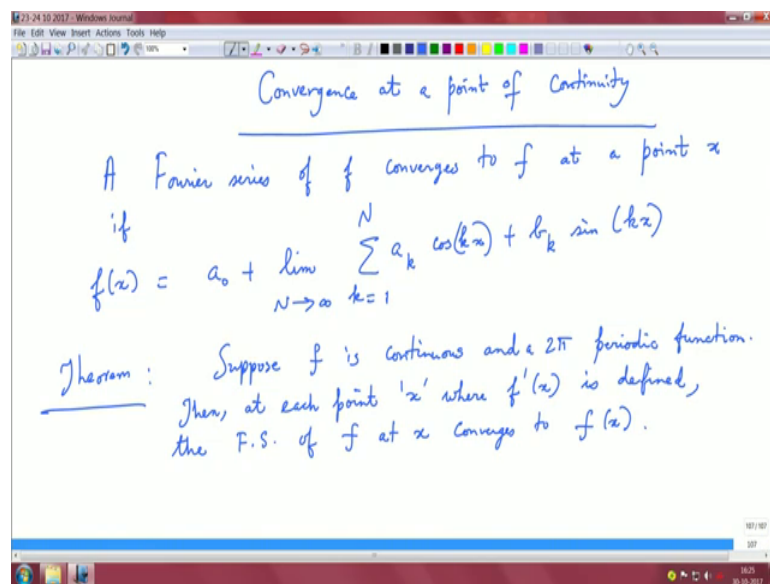 23-24 10 2017 - Windows Journal
File Edit View Insert Actions Tools Help
100%
Convergence at a point of continuity
A Fourier series of f converges to f at a point x
if
f(x) = a₀ + lim N→∞ ∑ k=1 N aₖ cos(kx) + bₖ sin(kx)
Theorem : Suppose f is continuous and a 2π periodic function.
Then, at each point 'x' where f'(x) is defined,
the F.S. of f at x converges to f(x).
107/107
107
16:25
30-10-2017